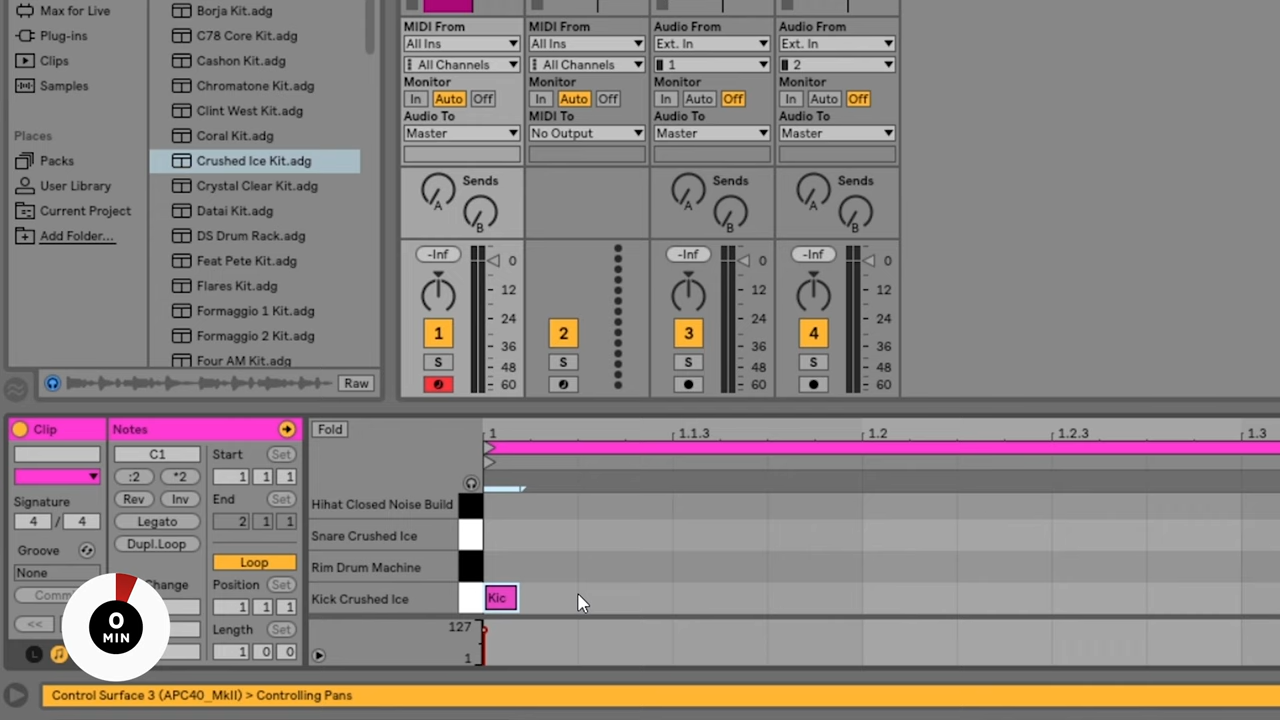 Max for Live
Plug-ins
Clips
Samples
Places
Packs
User Library
Current Project
Add Folder...
Borja Kit.adg
C78 Core Kit.adg
Cashon Kit.adg
Chromatone Kit.adg
Clint West Kit.adg
Coral Kit.adg
Crushed Ice Kit.adg
Crystal Clear Kit.adg
Datai Kit.adg
DS Drum Rack.adg
Feat Pete Kit.adg
Flares Kit.adg
Formaggio 1 Kit.adg
Formaggio 2 Kit.adg
Four AM Kit.adg
Raw
MIDI From MIDI From Audio From Audio From
All Ins All Ins Ext. In Ext. In
All Channels All Channels 1 2
Monitor Monitor Monitor Monitor
In Auto Off In Auto Off In Auto Off In Auto Off
Audio To MIDI To Audio To Audio To
Master No Output Master Master
Sends Sends Sends
A A A
B B B
-Inf 0 -Inf 0 -Inf 0
12 12 12
24 24 24
1 2 3 4
36 36 36
S S S S
48 48 48
60 60 60
Clip
Signature
4 / 4
Groove
None
Comm
<<
Notes
C1
:2 *2
Rev Inv
Legato
Dupl.Loop
hange
Start Set
1 1 1
End Set
2 1 1
Loop
Position Set
1 1 1
Length Set
1 0 0
0
MIN
Fold
1 1.1.3 1.2 1.2.3 1.3
Hihat Closed Noise Build
Snare Crushed Ice
Rim Drum Machine
Kick Crushed Ice
Kic
127
1
Control Surface 3 (APC40_MkII) > Controlling Pans